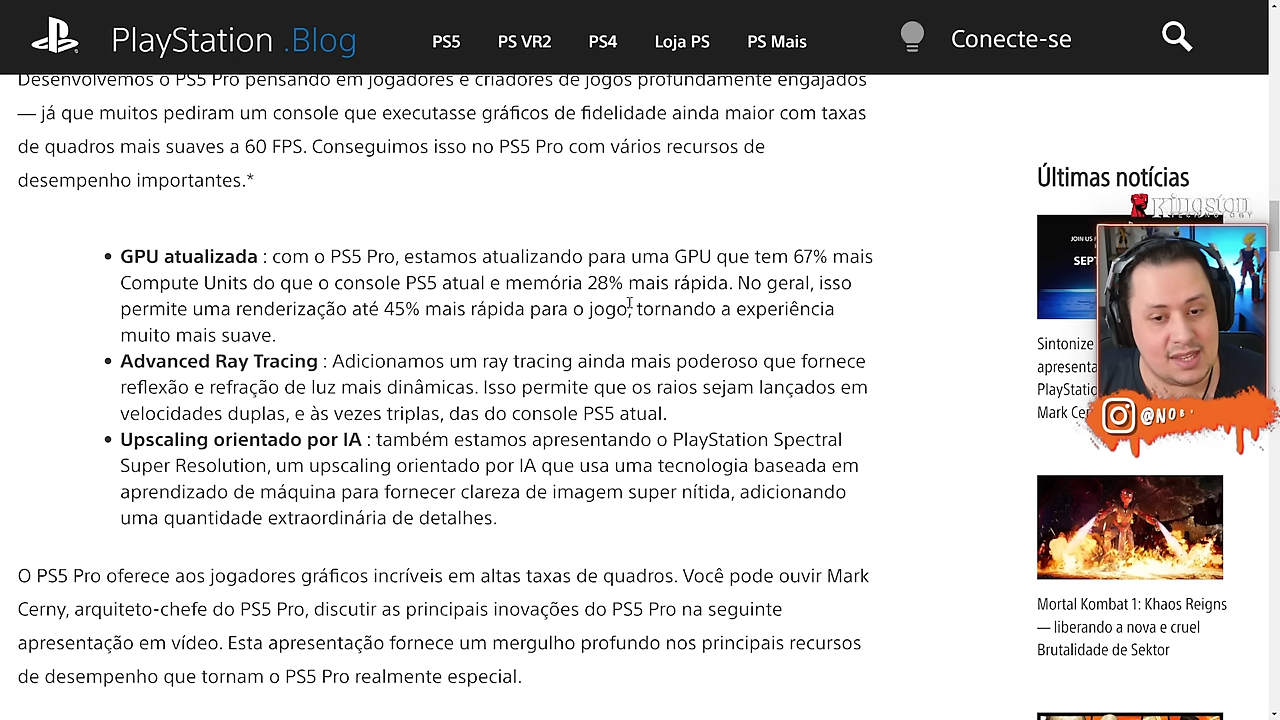 PlayStation .Blog
PS5
PS VR2
PS4
Loja PS
PS Mais
Conecte-se
Desenvolvemos o PS5 Pro pensando em jogadores e criadores de jogos profundamente engajados
— já que muitos pediram um console que executasse gráficos de fidelidade ainda maior com taxas
de quadros mais suaves a 60 FPS. Conseguimos isso no PS5 Pro com vários recursos de
desempenho importantes.*
• GPU atualizada : com o PS5 Pro, estamos atualizando para uma GPU que tem 67% mais
Compute Units do que o console PS5 atual e memória 28% mais rápida. No geral, isso
permite uma renderização até 45% mais rápida para o jogo, tornando a experiência
muito mais suave.
• Advanced Ray Tracing : Adicionamos um ray tracing ainda mais poderoso que fornece
reflexão e refração de luz mais dinâmicas. Isso permite que os raios sejam lançados em
velocidades duplas, e às vezes triplas, das do console PS5 atual.
• Upscaling orientado por IA : também estamos apresentando o PlayStation Spectral
Super Resolution, um upscaling orientado por IA que usa uma tecnologia baseada em
aprendizado de máquina para fornecer clareza de imagem super nítida, adicionando
uma quantidade extraordinária de detalhes.
O PS5 Pro oferece aos jogadores gráficos incríveis em altas taxas de quadros. Você pode ouvir Mark
Cerny, arquiteto-chefe do PS5 Pro, discutir as principais inovações do PS5 Pro na seguinte
apresentação em vídeo. Esta apresentação fornece um mergulho profundo nos principais recursos
de desempenho que tornam o PS5 Pro realmente especial.
Últimas notícias
Kingston
TECHNOLOGY
JOIN US
SEPT
Sintonize
PlayStatio
Mark Cer
Mortal Kombat 1: Khaos Reigns
— liberando a nova e cruel
Brutalidade de Sektor